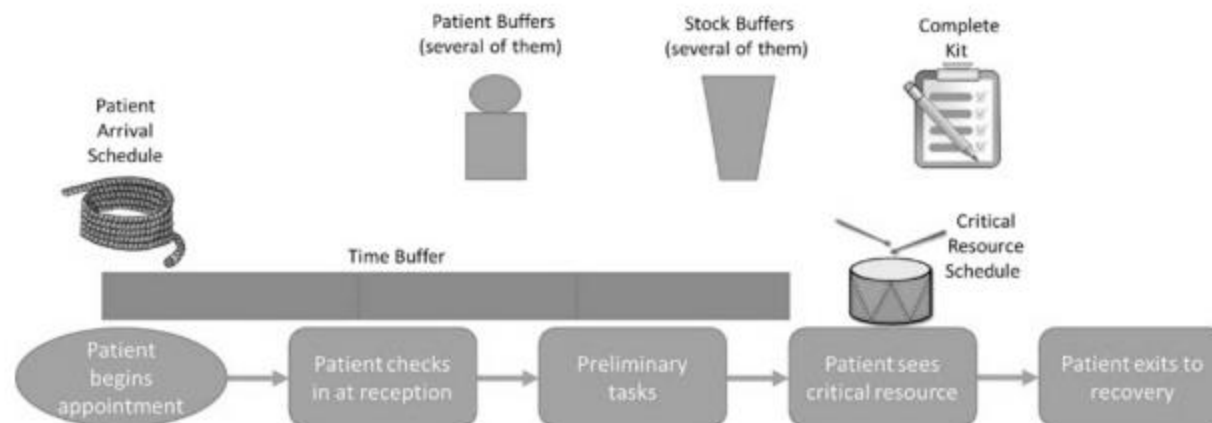 Patient Buffers
(several of them)
Stock Buffers
(several of them)
Complete
Kit
Patient
Arrival
Schedule
Critical
Resource
Schedule
Time Buffer
Patient
begins
appointment
Patient checks
in at reception
Preliminary
tasks
Patient sees
critical resource
Patient exits to
recovery